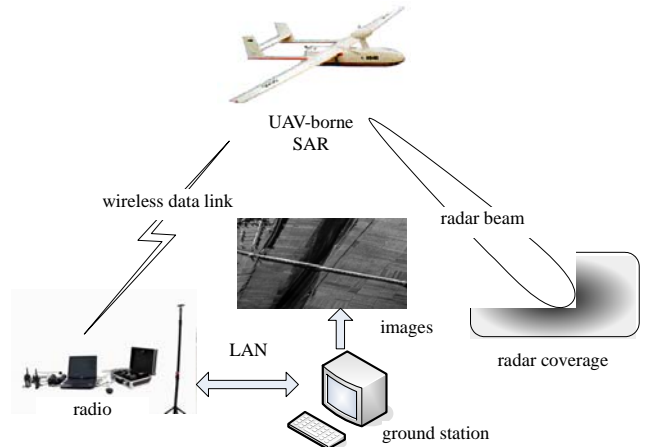 UAV-borne
SAR
wireless data link
radar beam
images
LAN
radar coverage
radio
ground station